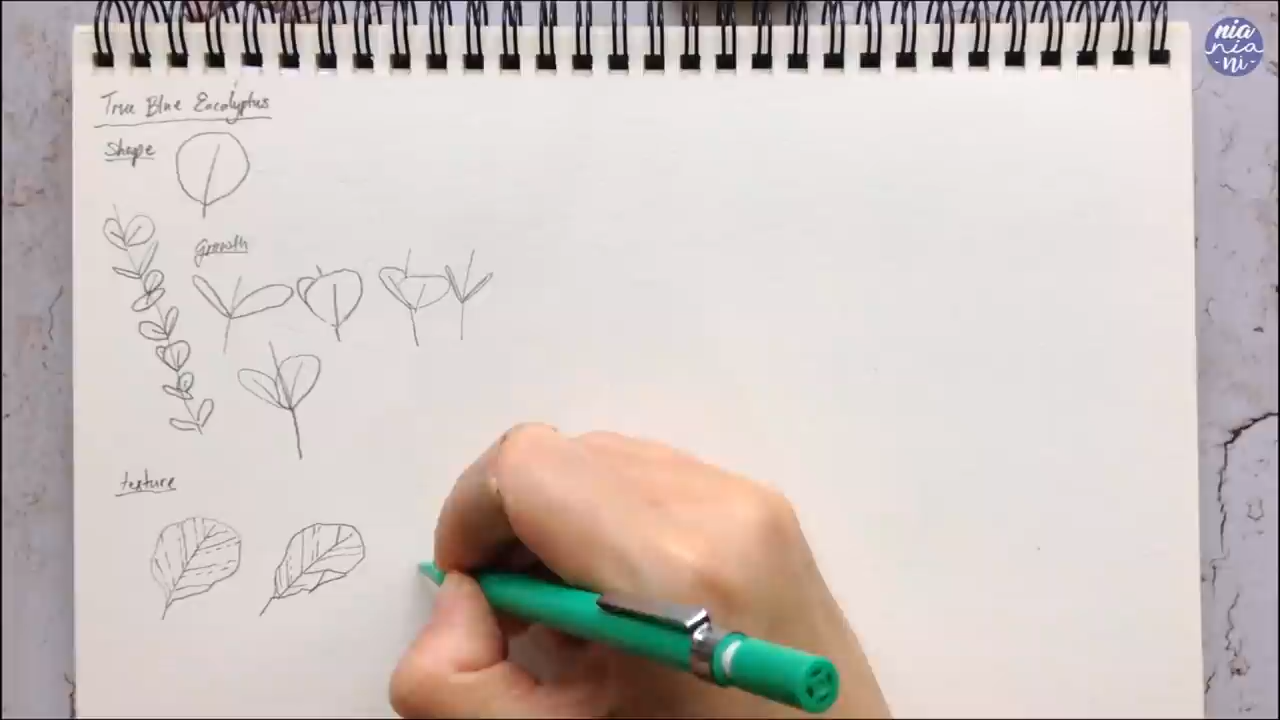 True Blue Eucalyptus
Shape
Growth
texture
nia
nia
-ni-